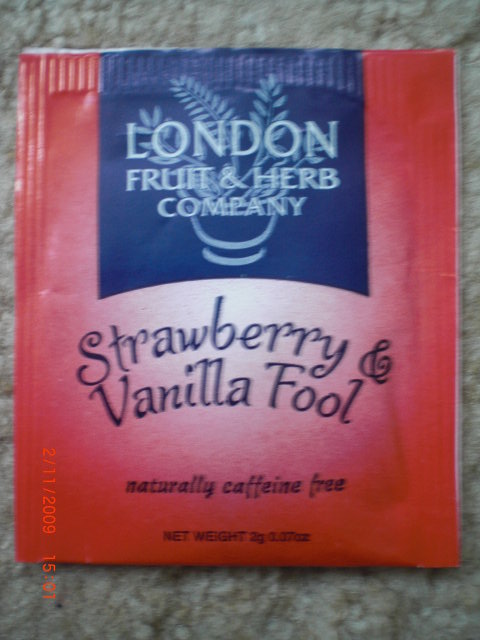 LONDON
FRUIT & HERB
COMPANY
Strawberry &
Vanilla Fool
naturally caffeine free
NET WEIGHT 2g 0.07oz
2/11/2009 15:01